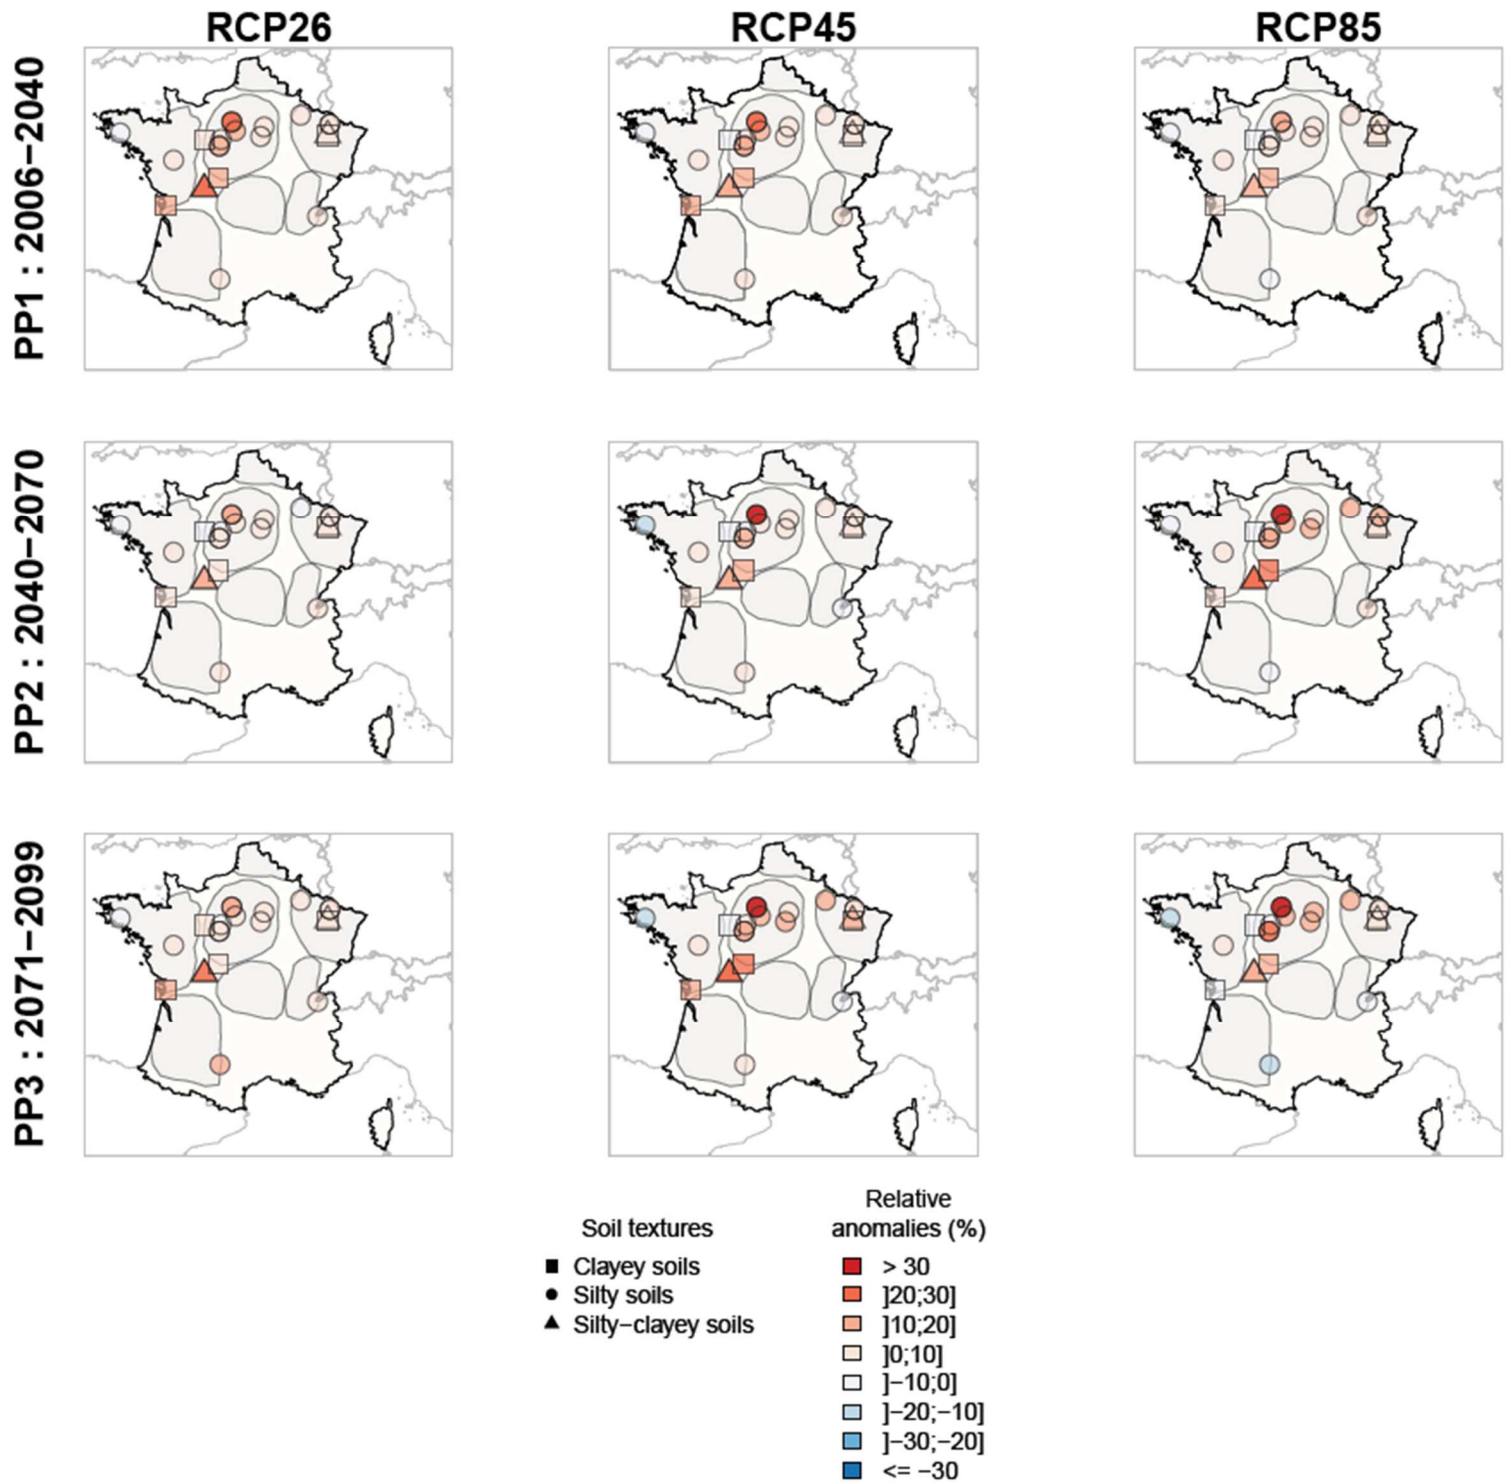 RCP26
RCP45
RCP85
PP1 : 2006−2040
PP2 : 2040−2070
PP3 : 2071−2099
Soil textures
Clayey soils
Silty soils
Silty−clayey soils
Relative
anomalies (%)
> 30
]20;30]
]10;20]
]0;10]
]−10;0]
]−20;−10]
]−30;−20]
<= −30